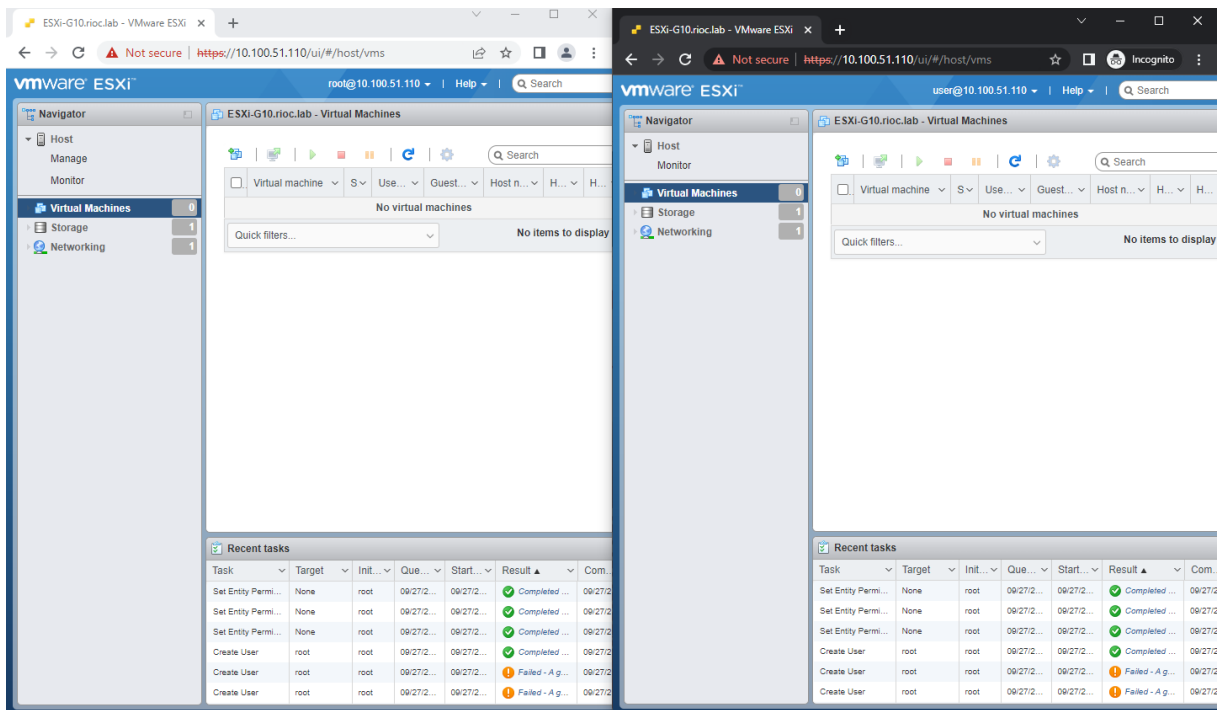 ESXi-G10.rioc.lab - VMware ESXi
Not secure | https://10.100.51.110/ui/#/host/vms
vmware ESXi™
root@10.100.51.110 | Help | Search
Navigator
Host
Manage
Monitor
Virtual Machines 0
Storage 1
Networking 1
ESXi-G10.rioc.lab - Virtual Machines
Search
Virtual machine S Use... Guest... Host n... H... H...
No virtual machines
Quick filters...
No items to display
Recent tasks
Task Target Init... Que... Start... Result ▲ Com...
Set Entity Permi... None root 09/27/2... 09/27/2... Completed ... 09/27/2
Set Entity Permi... None root 09/27/2... 09/27/2... Completed ... 09/27/2
Set Entity Permi... None root 09/27/2... 09/27/2... Completed ... 09/27/2
Create User root root 09/27/2... 09/27/2... Completed ... 09/27/2
Create User root root 09/27/2... 09/27/2... Failed - A g... 09/27/2
Create User root root 09/27/2... 09/27/2... Failed - A g... 09/27/2
ESXi-G10.rioc.lab - VMware ESXi
Not secure | https://10.100.51.110/ui/#/host/vms
Incognito
vmware ESXi™
user@10.100.51.110 | Help | Search
Navigator
Host
Monitor
Virtual Machines 0
Storage 1
Networking 1
ESXi-G10.rioc.lab - Virtual Machines
Search
Virtual machine S Use... Guest... Host n... H... H...
No virtual machines
Quick filters...
No items to display
Recent tasks
Task Target Init... Que... Start... Result ▲ Com...
Set Entity Permi... None root 09/27/2... 09/27/2... Completed ... 09/27/2
Set Entity Permi... None root 09/27/2... 09/27/2... Completed ... 09/27/2
Set Entity Permi... None root 09/27/2... 09/27/2... Completed ... 09/27/2
Create User root root 09/27/2... 09/27/2... Completed ... 09/27/2
Create User root root 09/27/2... 09/27/2... Failed - A g... 09/27/2
Create User root root 09/27/2... 09/27/2... Failed - A g... 09/27/2